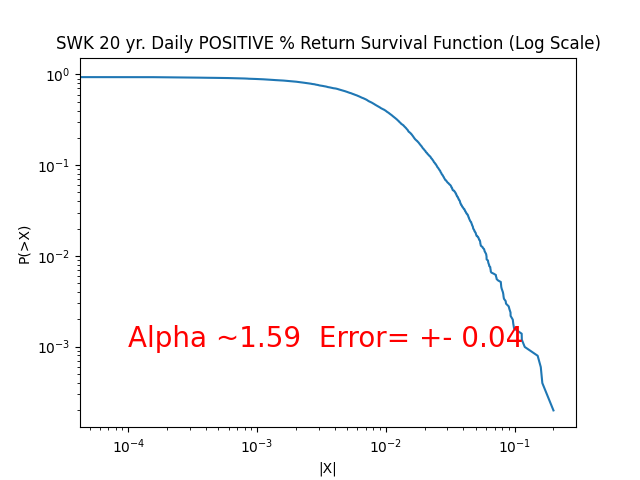 SWK 20 yr. Daily POSITIVE % Return Survival Function (Log Scale)
10⁰
10⁻¹
10⁻²
10⁻³
P(>X)
Alpha ~1.59  Error= +- 0.04
10⁻⁴
10⁻³
10⁻²
10⁻¹
|X|